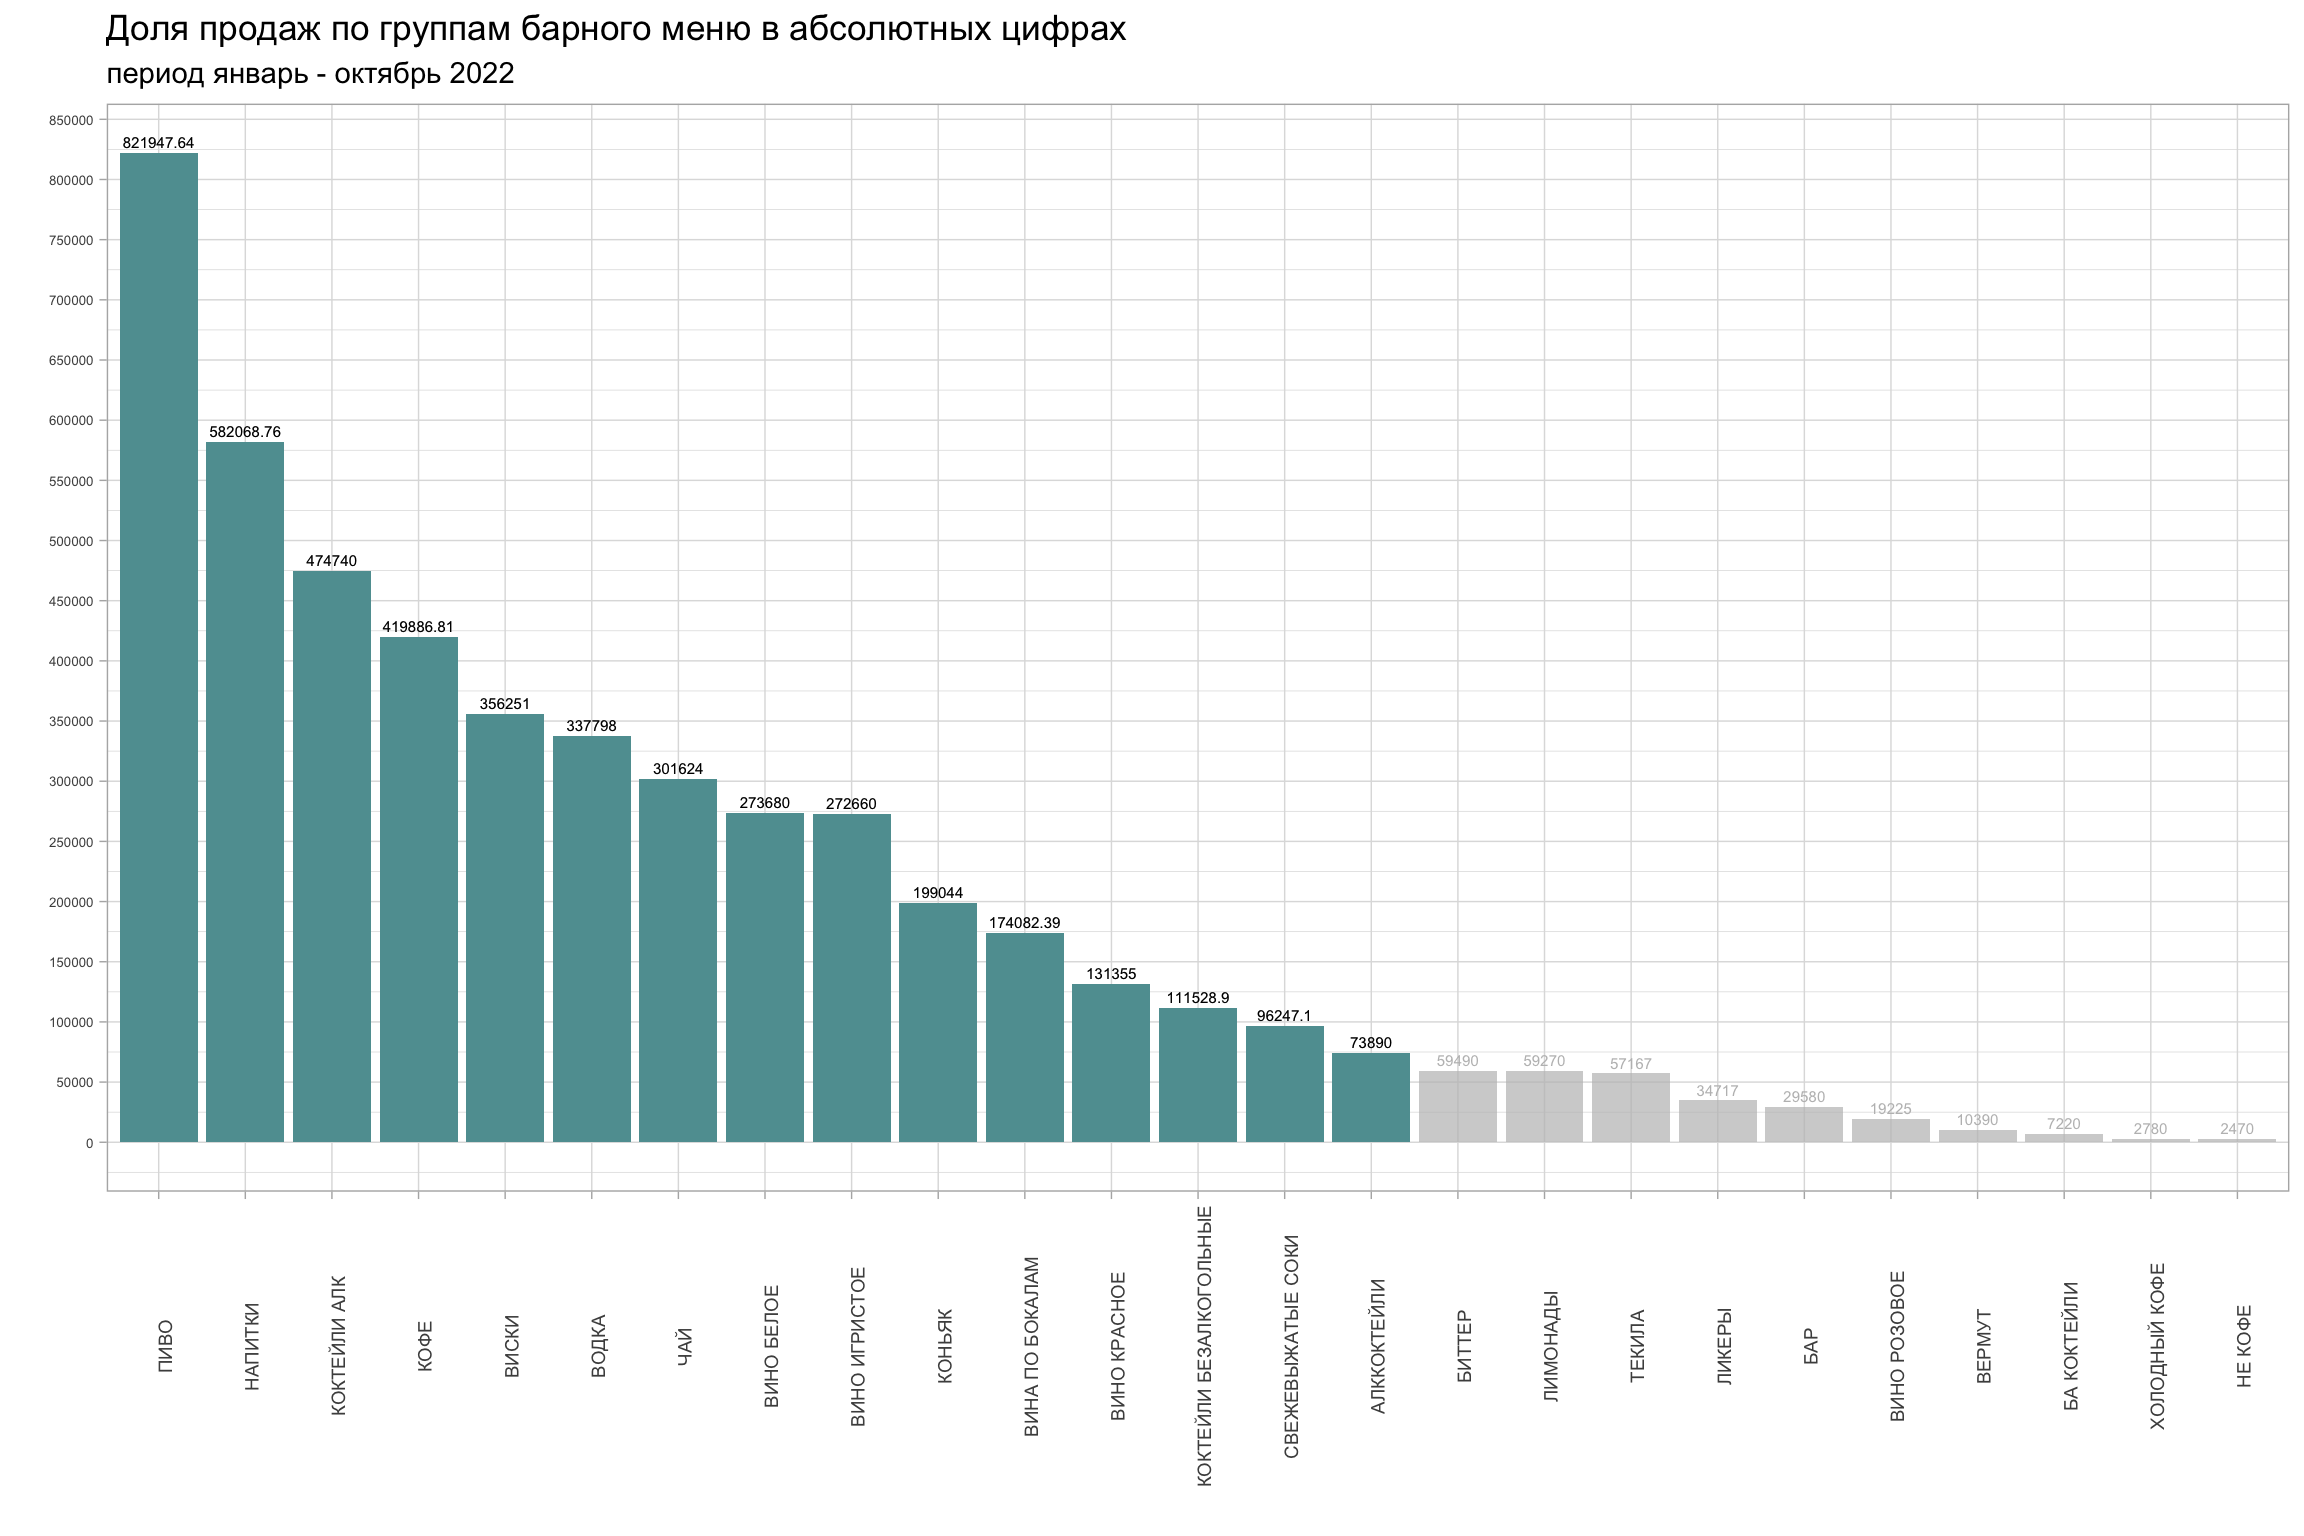 Доля продаж по группам барного меню в абсолютных цифрах
период январь - октябрь 2022
850000
800000
750000
700000
650000
600000
550000
500000
450000
400000
350000
300000
250000
200000
150000
100000
50000
0
821947.64
582068.76
474740
419886.81
356251
337798
301624
273680
272660
199044
174082.39
131355
111528.9
96247.1
73890
59490
59270
57167
34717
29580
19225
10390
7220
2780
2470
ПИВО
НАПИТКИ
КОКТЕЙЛИ АЛК
КОФЕ
ВИСКИ
ВОДКА
ЧАЙ
ВИНО БЕЛОЕ
ВИНО ИГРИСТОЕ
КОНЬЯК
ВИНА ПО БОКАЛАМ
ВИНО КРАСНОЕ
КОКТЕЙЛИ БЕЗАЛКОГОЛЬНЫЕ
СВЕЖЕВЫЖАТЫЕ СОКИ
АЛККОКТЕЙЛИ
БИТТЕР
ЛИМОНАДЫ
ТЕКИЛА
ЛИКЕРЫ
БАР
ВИНО РОЗОВОЕ
ВЕРМУТ
БА КОКТЕЙЛИ
ХОЛОДНЫЙ КОФЕ
НЕ КОФЕ